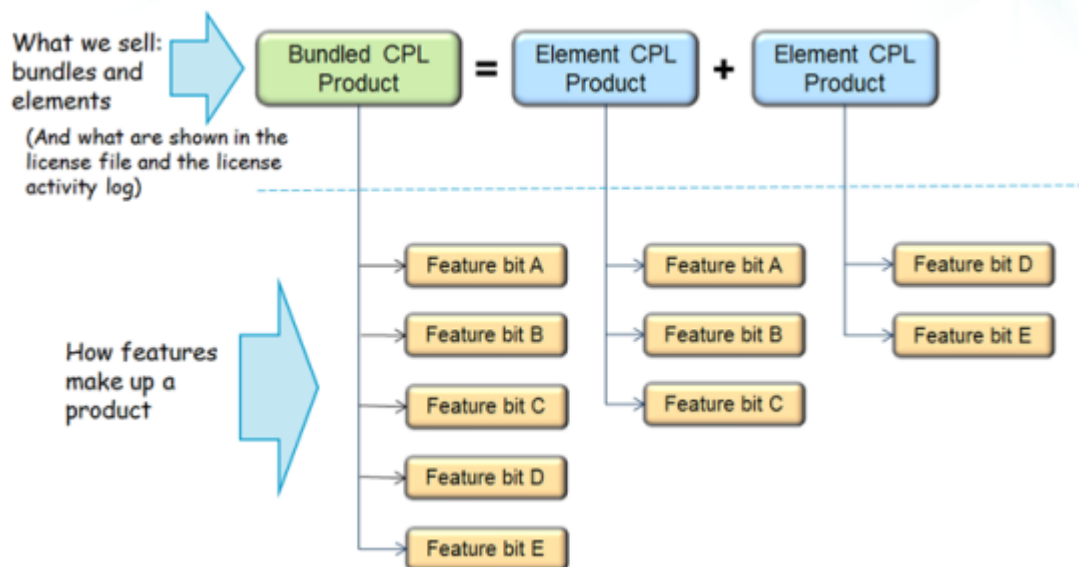 What we sell:
bundles and
elements
(And what are shown in the
license file and the license
activity log)
Bundled CPL
Product
=
Element CPL
Product
+
Element CPL
Product
How features
make up a
product
Feature bit A
Feature bit B
Feature bit C
Feature bit D
Feature bit E
Feature bit A
Feature bit B
Feature bit C
Feature bit D
Feature bit E